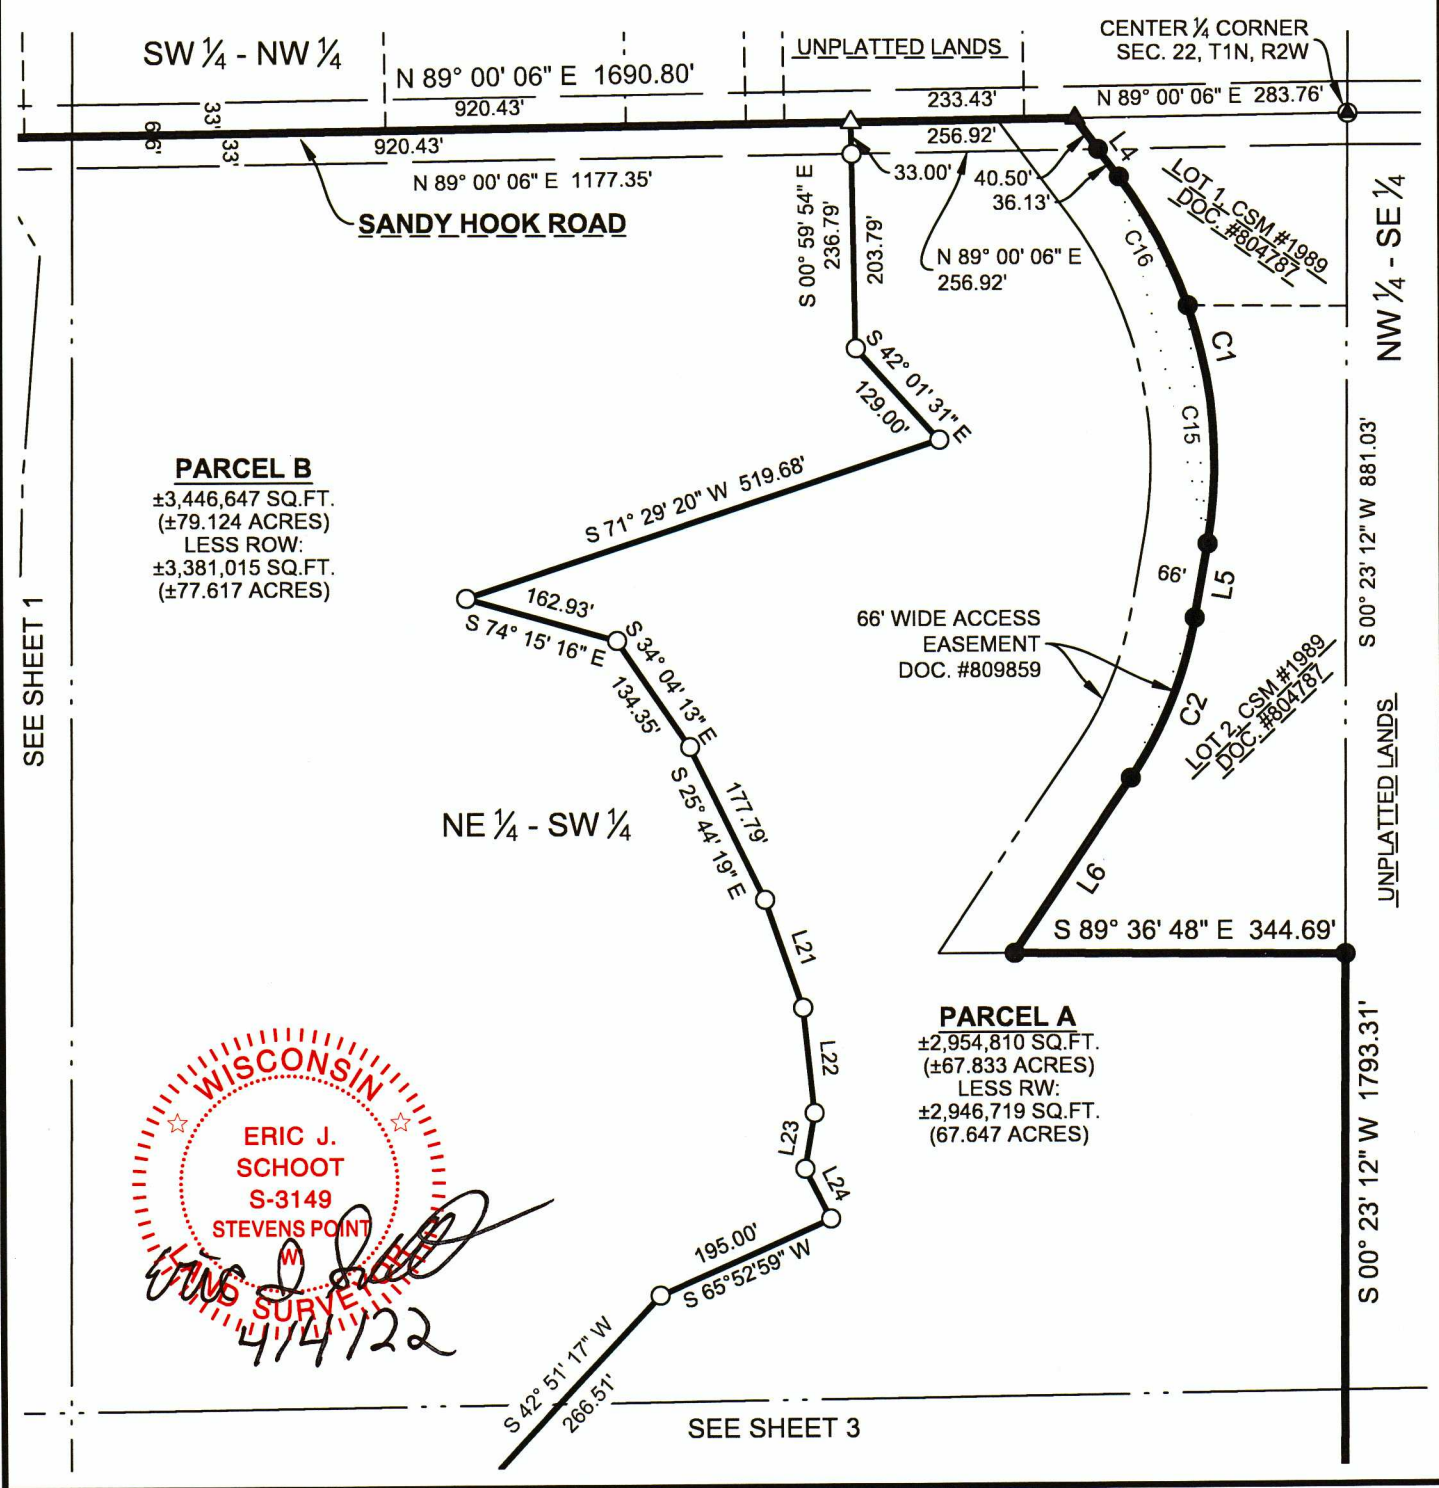 SW ¼ - NW ¼
UNPLATTED LANDS
CENTER ¼ CORNER
SEC. 22, T1N, R2W
N 89° 00' 06" E 1690.80'
920.43'
233.43'
N 89° 00' 06" E 283.76'
33'
66'
33'
920.43'
256.92'
N 89° 00' 06" E 1177.35'
SANDY HOOK ROAD
33.00'
40.50'
36.13'
L4
LOT 1, CSM #1989
DOC. #804787
S 00° 59' 54" E
236.79'
203.79'
N 89° 00' 06" E
256.92'
C16
C1
NW ¼ - SE ¼
S 42° 01' 31" E
129.00'
C15
PARCEL B
±3,446,647 SQ.FT.
(±79.124 ACRES)
LESS ROW:
±3,381,015 SQ.FT.
(±77.617 ACRES)
S 71° 29' 20" W 519.68'
S 00° 23' 12" W 881.03'
162.93'
S 74° 15' 16" E
66'
L5
66' WIDE ACCESS
EASEMENT
DOC. #809859
SEE SHEET 1
S 34° 04' 13" E
134.35'
C2
LOT 2, CSM #1989
DOC. #804787
UNPLATTED LANDS
NE ¼ - SW ¼
177.79'
S 25° 44' 19" E
L6
L21
S 89° 36' 48" E 344.69'
PARCEL A
±2,954,810 SQ.FT.
(±67.833 ACRES)
LESS RW:
±2,946,719 SQ.FT.
(67.647 ACRES)
L22
L23
L24
S 00° 23' 12" W 1793.31'
WISCONSIN
ERIC J.
SCHOOT
S-3149
STEVENS POINT
WI
LAND SURVEYOR
4/4/22
195.00'
S 65°52'59" W
S 42° 51' 17" W
266.51'
SEE SHEET 3